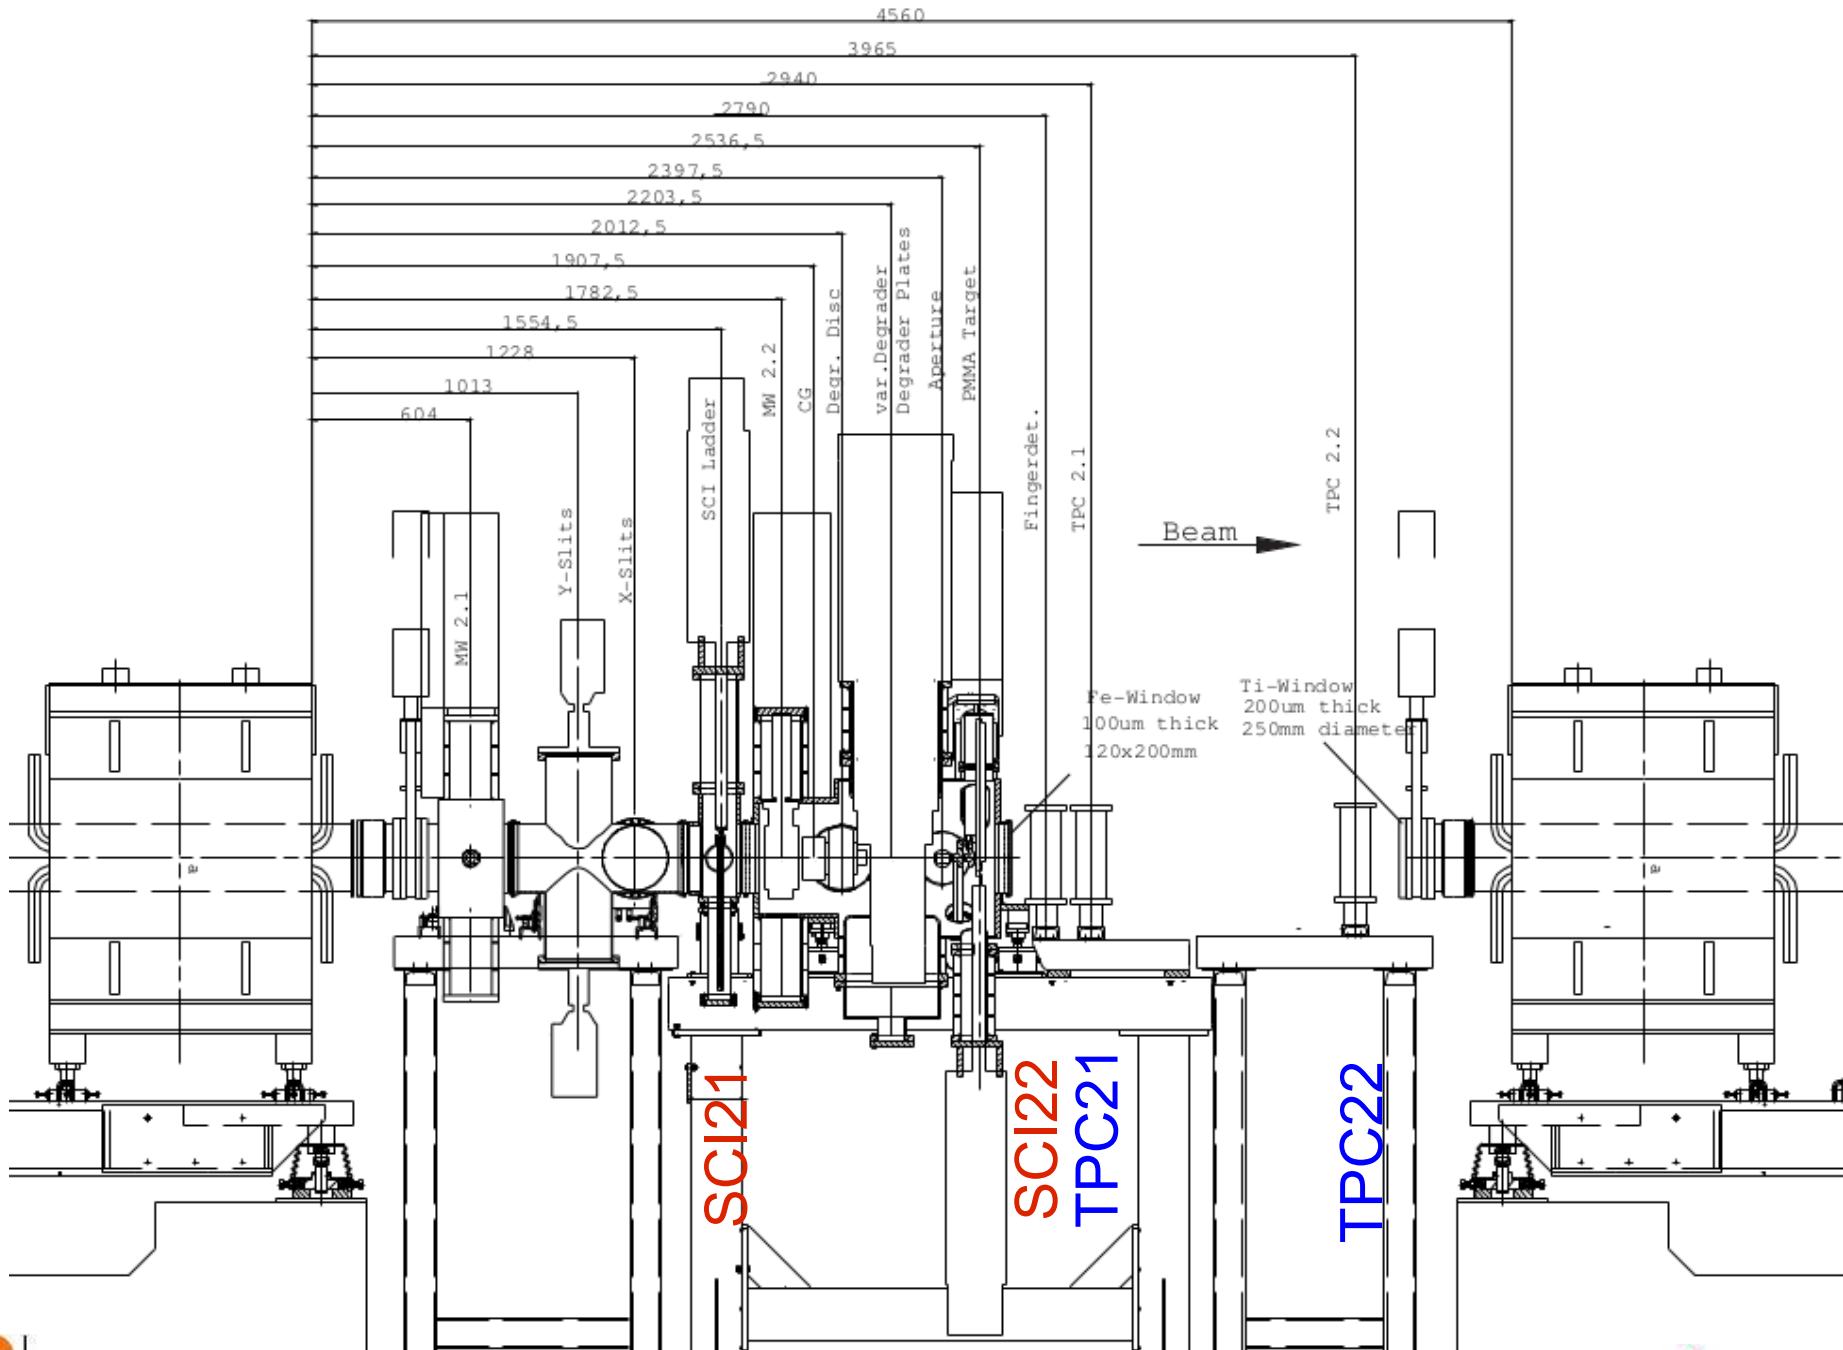 4560
3965
2940
2790
2536,5
2397,5
2203,5
2012,5
1907,5
1782,5
1554,5
1228
1013
604
MW 2.1
Y-Slits
X-Slits
SCI Ladder
MW 2.2
CG
Degr. Disc
var.Degrader
Degrader Plates
Aperture
PMMA Target
Fingerdet.
TPC 2.1
TPC 2.2
Beam
Fe-Window
100um thick
120x200mm
Ti-Window
200um thick
250mm diameter
SCI21
SCI22
TPC21
TPC22